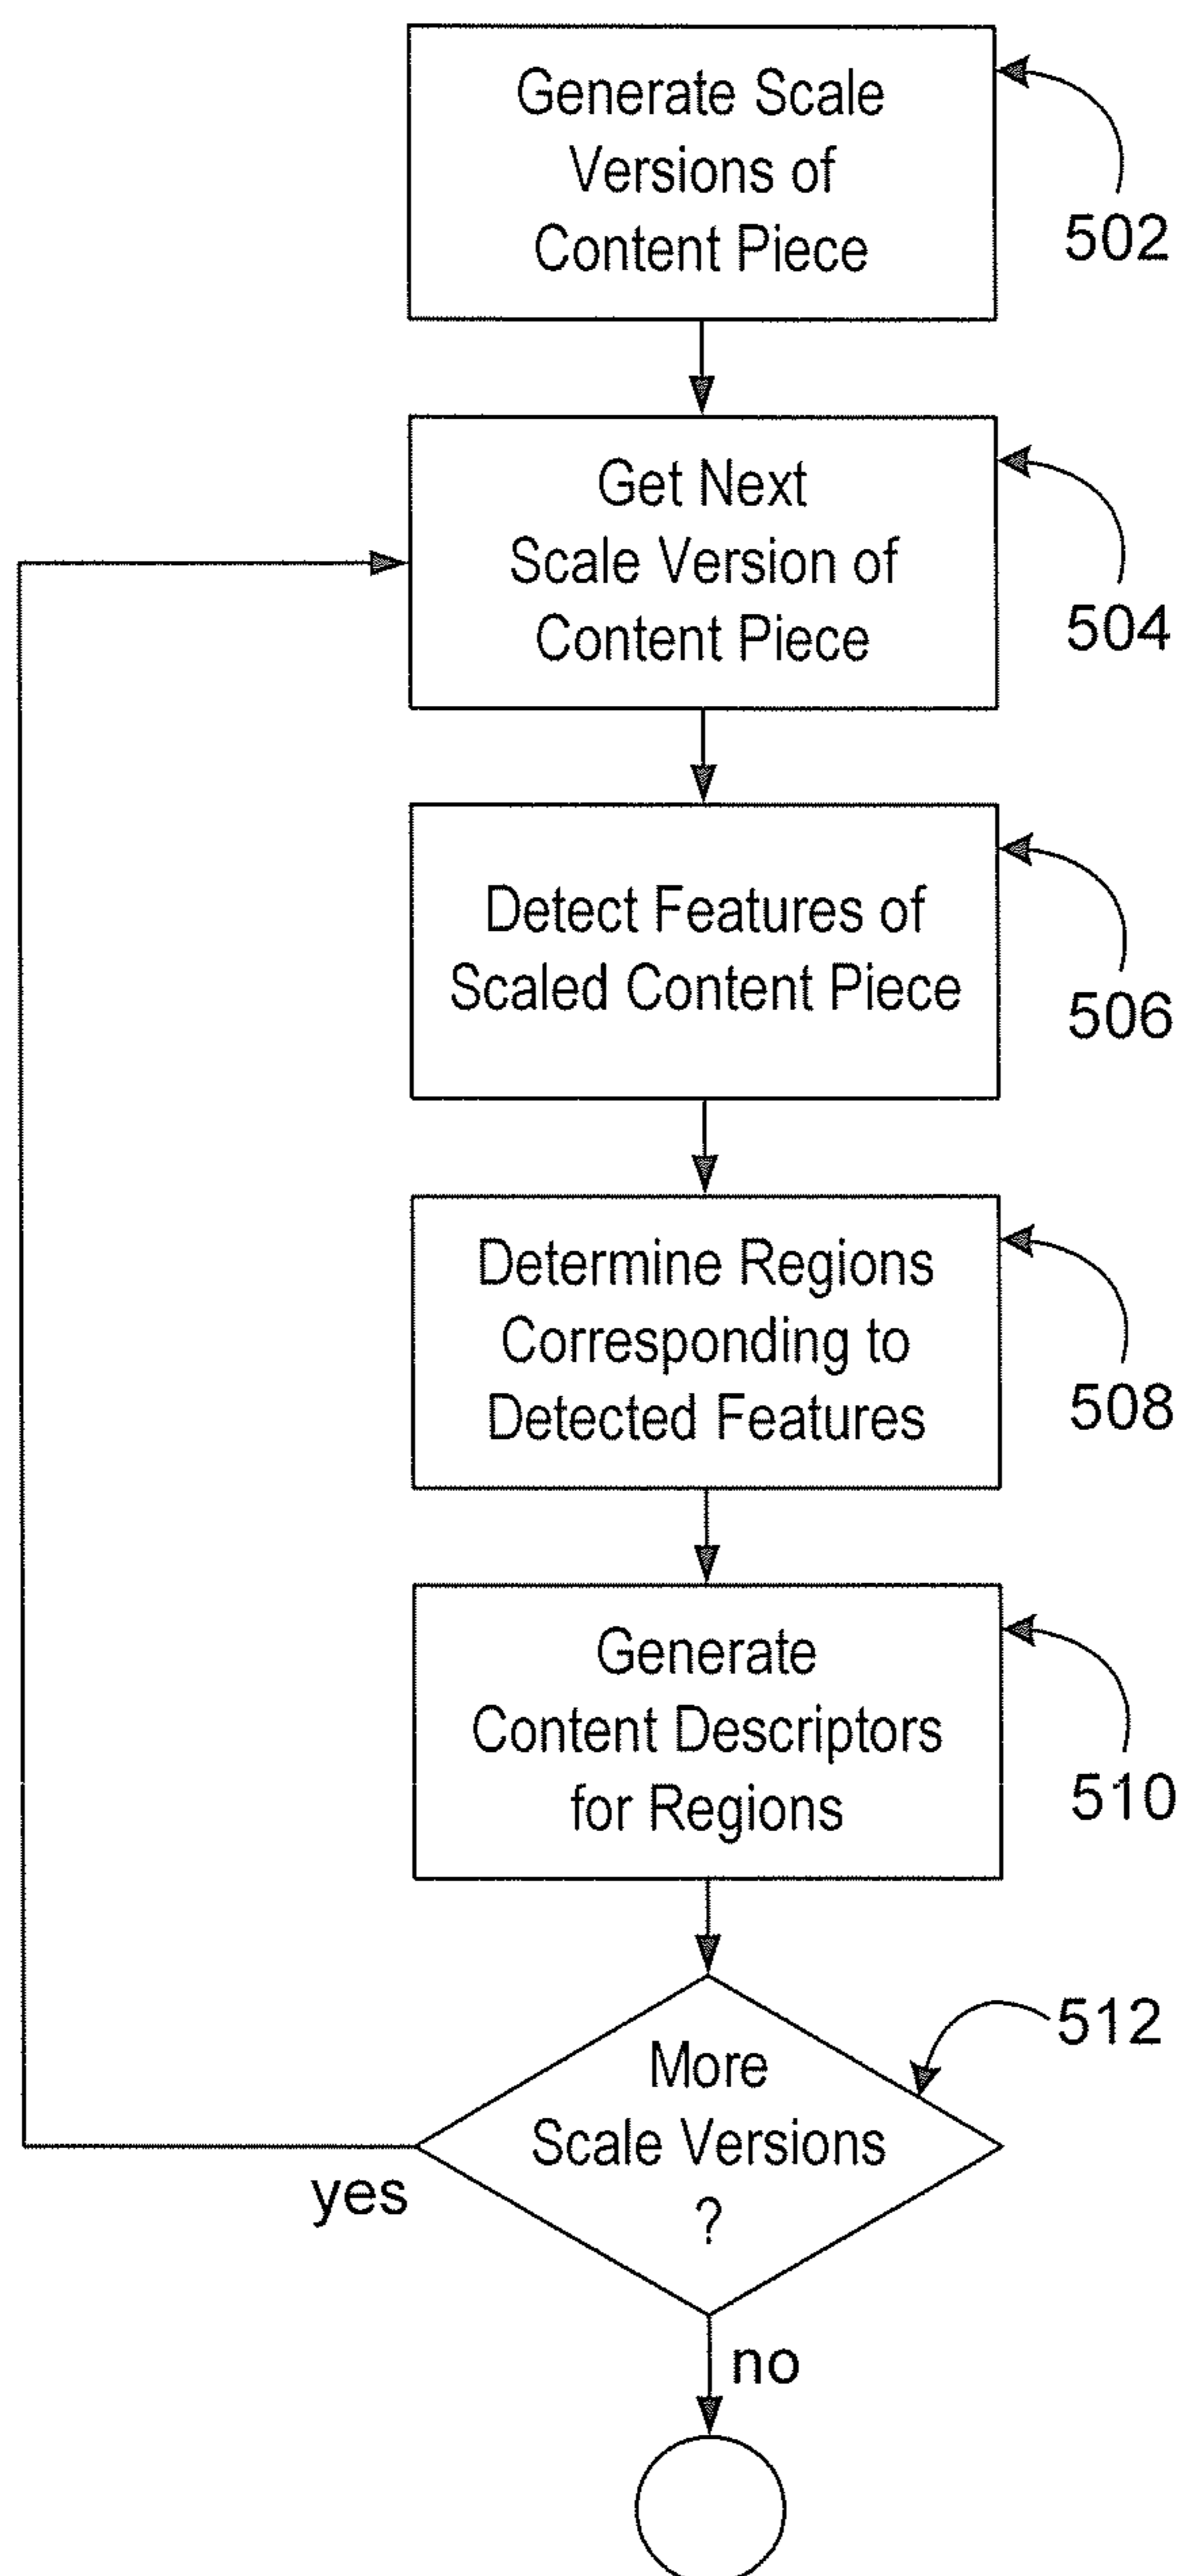 Generate Scale
Versions of
Content Piece
502
Get Next
Scale Version of
Content Piece
504
Detect Features of
Scaled Content Piece
506
Determine Regions
Corresponding to
Detected Features
508
Generate
Content Descriptors
for Regions
510
512
More
Scale Versions
?
yes
no